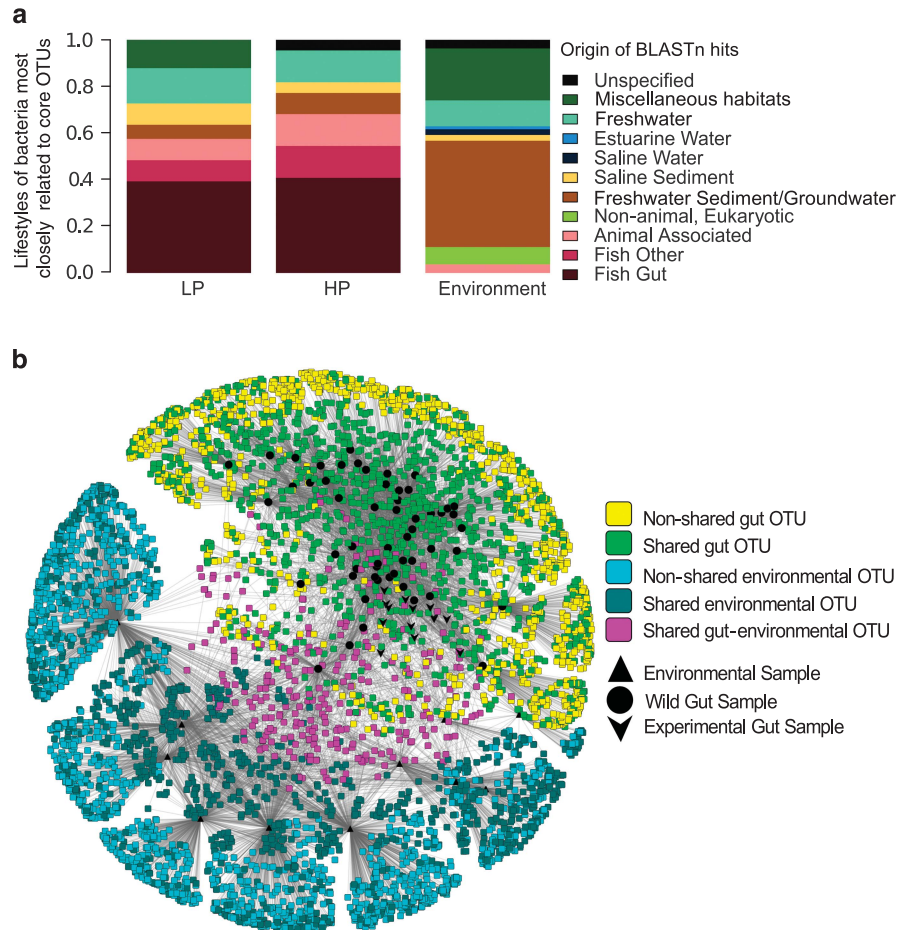 a
Lifestyles of bacteria most
closely related to core OTUs
1.0
0.8
0.6
0.4
0.2
0.0
LP
HP
Environment
Origin of BLASTn hits
Unspecified
Miscellaneous habitats
Freshwater
Estuarine Water
Saline Water
Saline Sediment
Freshwater Sediment/Groundwater
Non-animal, Eukaryotic
Animal Associated
Fish Other
Fish Gut
b
Non-shared gut OTU
Shared gut OTU
Non-shared environmental OTU
Shared environmental OTU
Shared gut-environmental OTU
Environmental Sample
Wild Gut Sample
Experimental Gut Sample